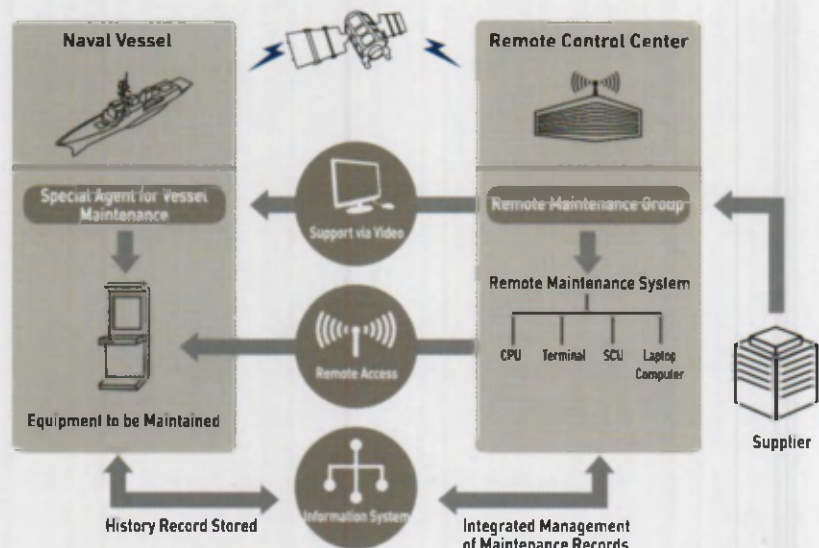 Naval Vessel
Remote Control Center
Special Agent for Vessel
Maintenance
Support via Video
Remote Maintenance Group
Remote Maintenance System
CPU
Terminal
SCU
Laptop
Computer
Remote Access
Equipment to be Maintained
Supplier
Information System
History Record Stored
Integrated Management
of Maintenance Records